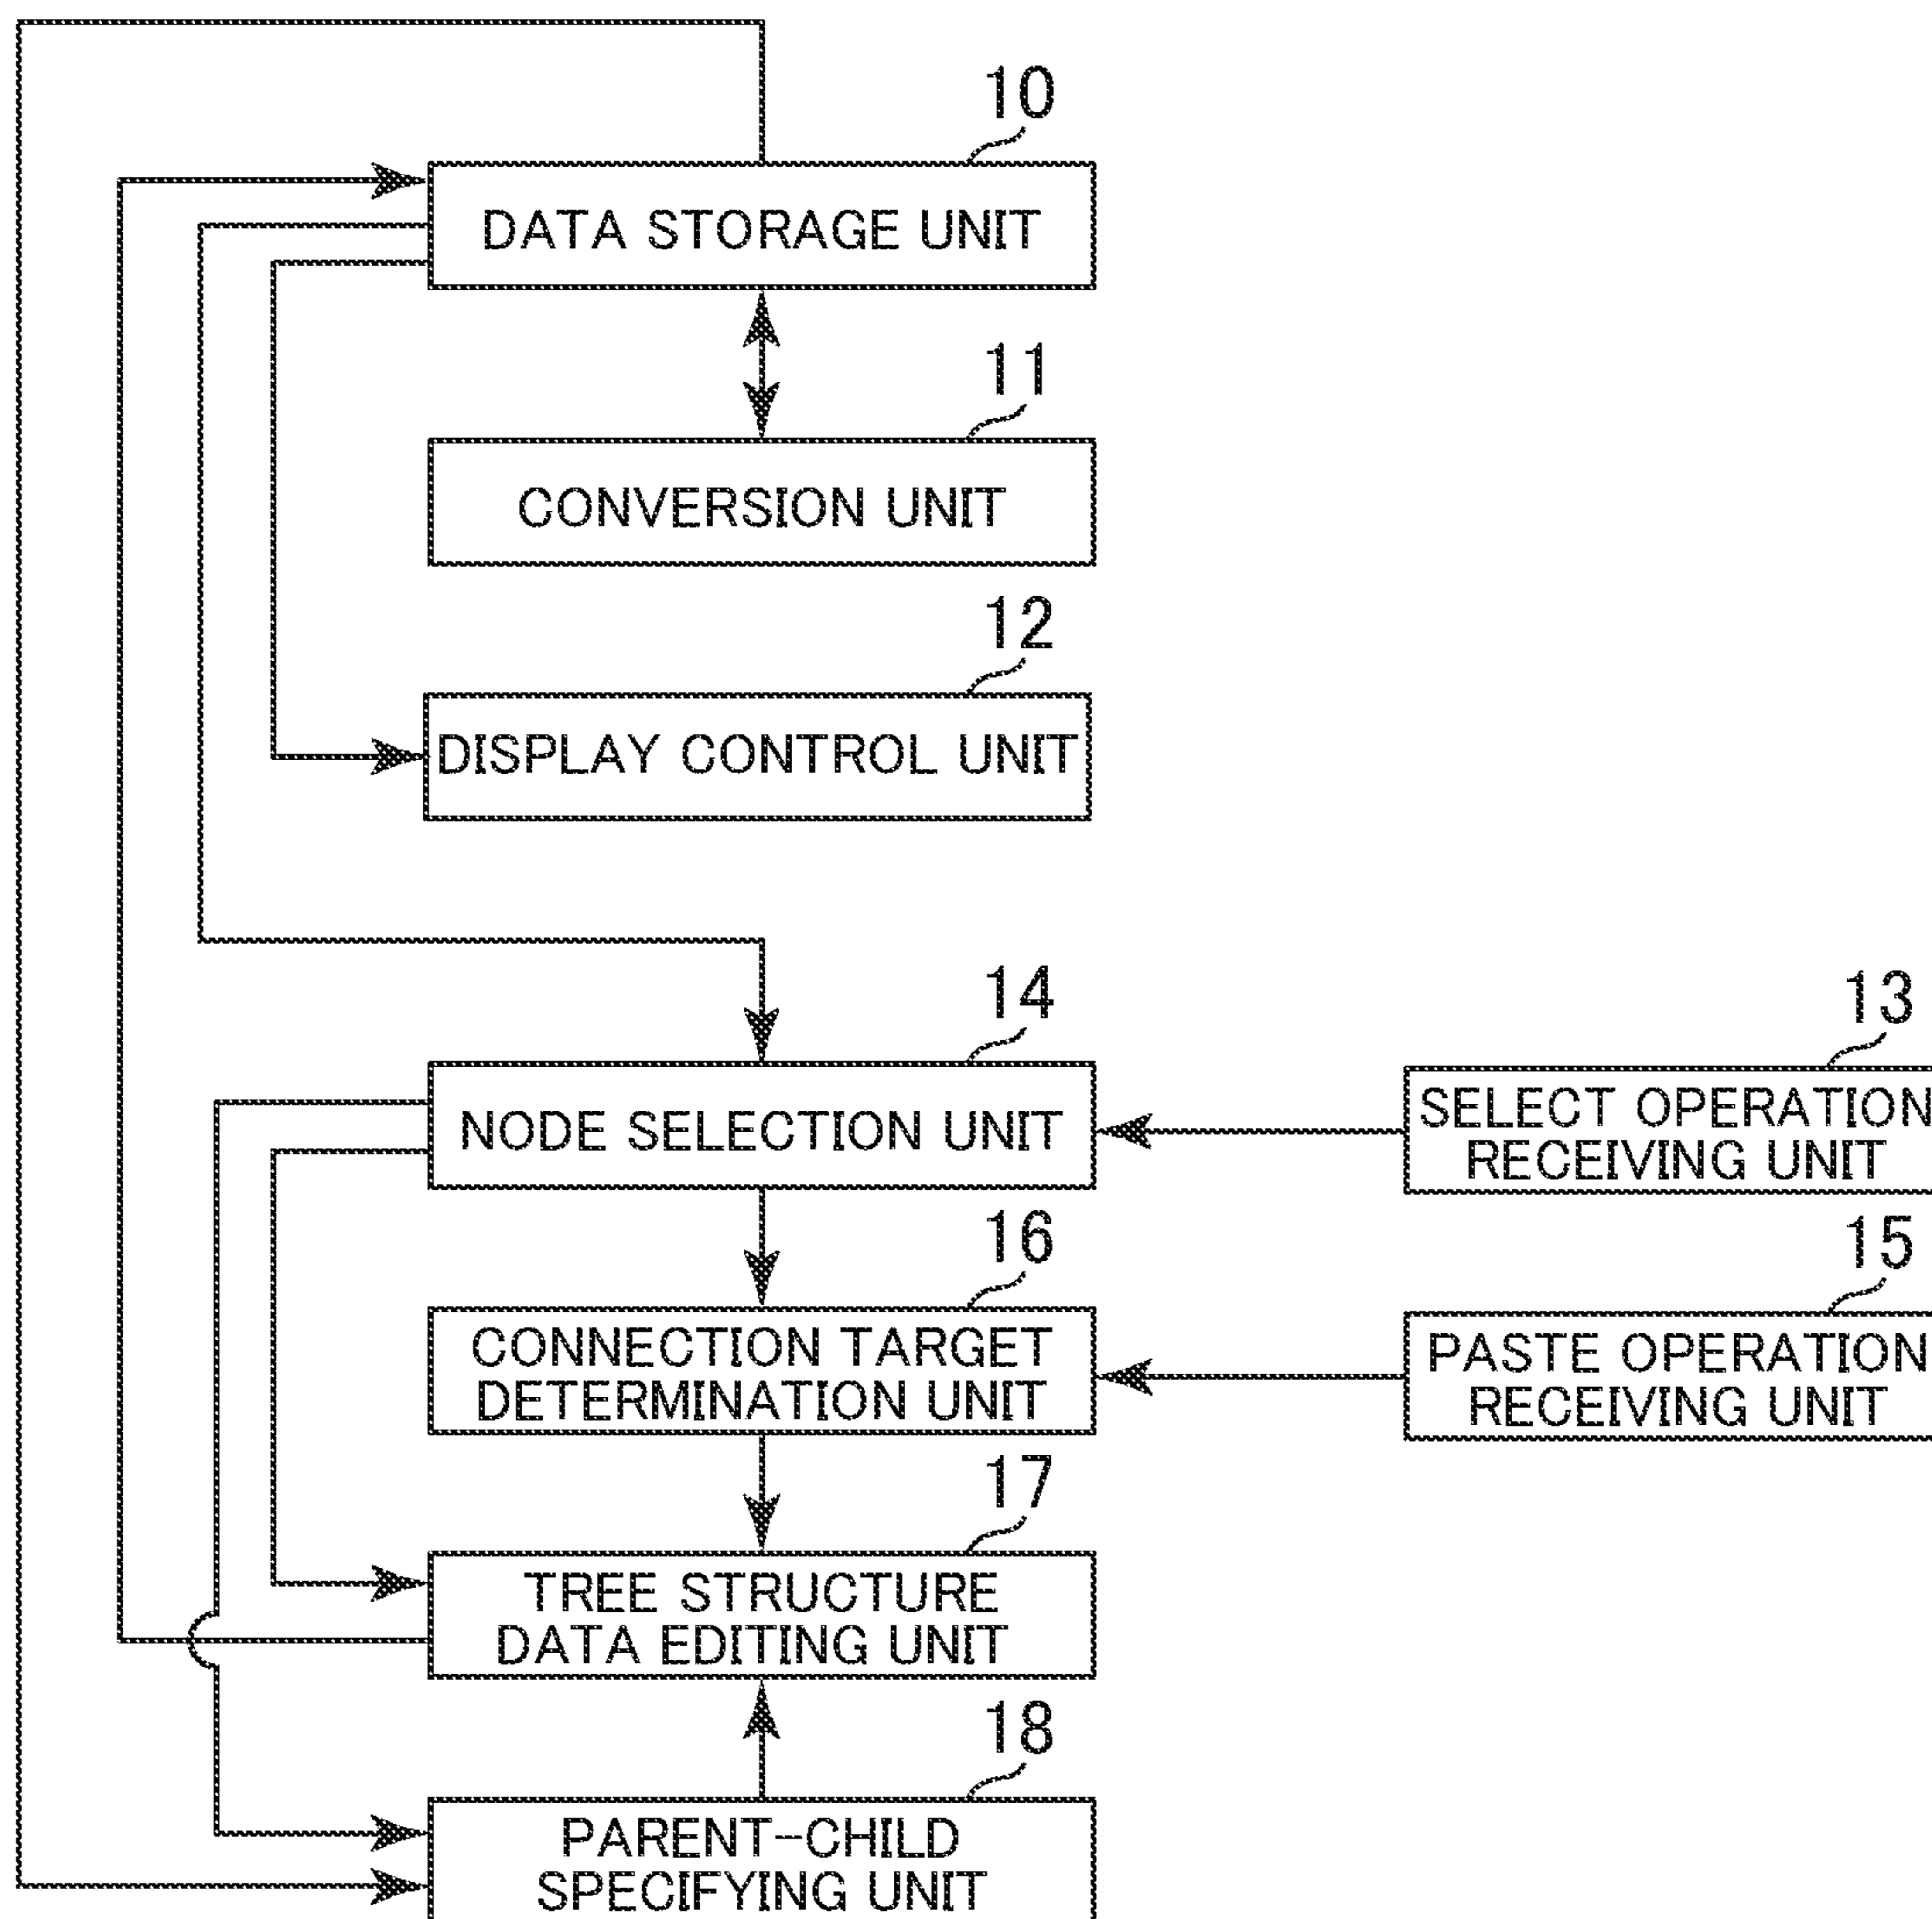 10
DATA STORAGE UNIT
11
CONVERSION UNIT
12
DISPLAY CONTROL UNIT
14
NODE SELECTION UNIT
13
SELECT OPERATION
RECEIVING UNIT
16
CONNECTION TARGET
DETERMINATION UNIT
15
PASTE OPERATION
RECEIVING UNIT
17
TREE STRUCTURE
DATA EDITING UNIT
18
PARENT-CHILD
SPECIFYING UNIT